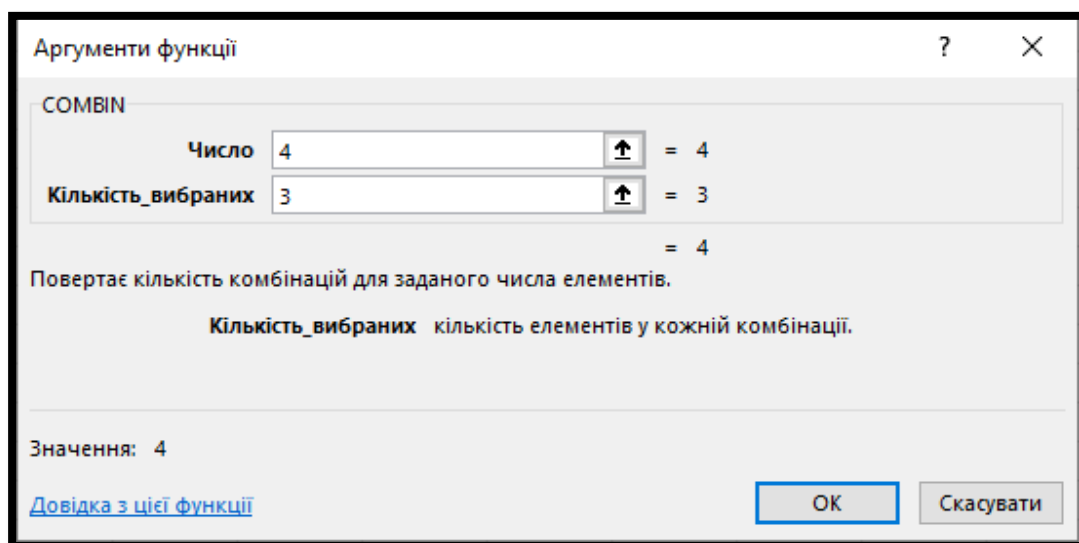 Аргументи функції ?
COMBIN
Число 4 = 4
Кількість_вибраних 3 = 3
= 4
Повертає кількість комбінацій для заданого числа елементів.
Кількість_вибраних кількість елементів у кожній комбінації.
Значення: 4
Довідка з цієї функції OK Скасувати